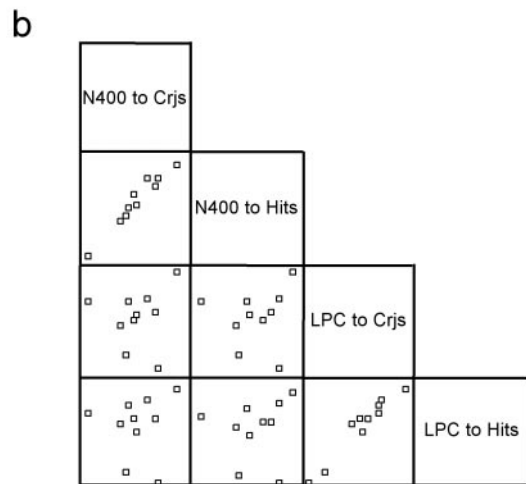 b
N400 to Crjs
N400 to Hits
LPC to Crjs
LPC to Hits